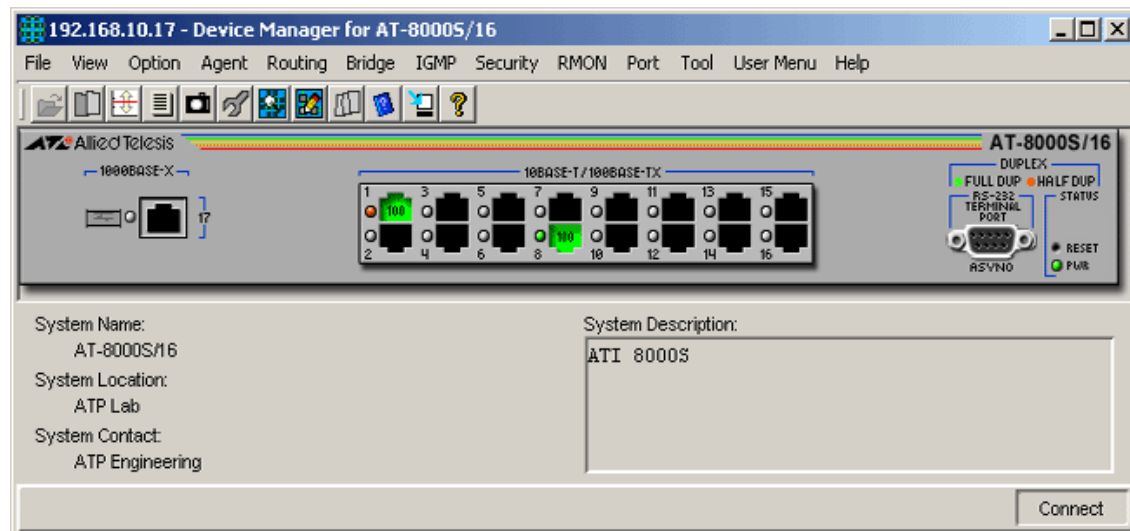 192.168.10.17 - Device Manager for AT-8000S/16
File View Option Agent Routing Bridge IGMP Security RMON Port Tool User Menu Help
Allied Telesis
AT-8000S/16
1000BASE-X
17
10BASE-T/100BASE-TX
1 3 5 7 9 11 13 15
100
100
2 4 6 8 10 12 14 16
DUPLEX
FULL DUP HALF DUP
RS-232
TERMINAL
PORT
ASYNO
STATUS
RESET
PWR
System Name:
AT-8000S/16
System Location:
ATP Lab
System Contact:
ATP Engineering
System Description:
ATI 8000S
Connect